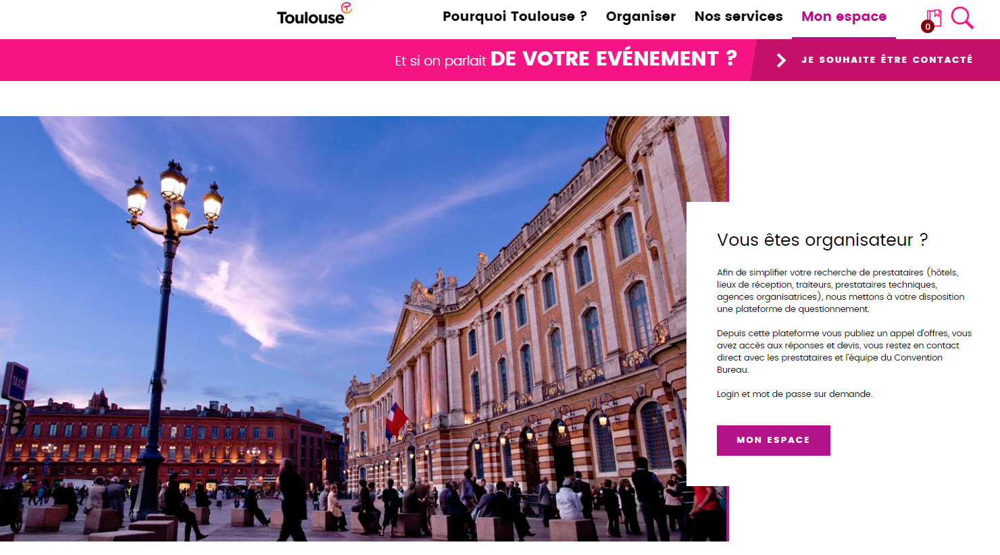 Toulouse
Pourquoi Toulouse ? Organiser Nos services Mon espace
0
Et si on parlait DE VOTRE EVÉNEMENT ?
JE SOUHAITE ÊTRE CONTACTÉ
TAXIS
Vous êtes organisateur ?
Afin de simplifier votre recherche de prestataires (hôtels,
lieux de réception, traiteurs, prestataires techniques,
agences organisatrices), nous mettons à votre disposition
une plateforme de questionnement.
Depuis cette plateforme vous publiez un appel d'offres, vous
avez accès aux réponses et devis, vous restez en contact
direct avec les prestataires et l'équipe du Convention
Bureau.
Login et mot de passe sur demande.
MON ESPACE